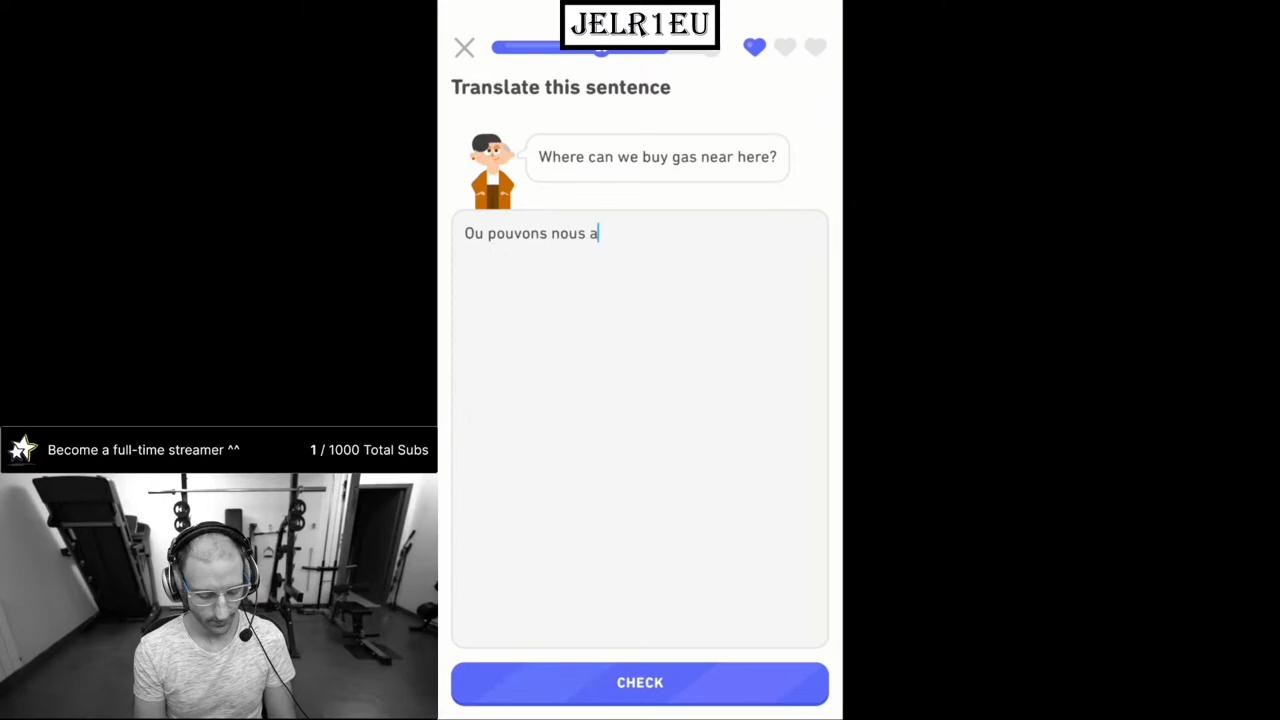 JELR1EU
Translate this sentence
Where can we buy gas near here?
Ou pouvons nous a
Become a full-time streamer ^^ 1 / 1000 Total Subs
CHECK